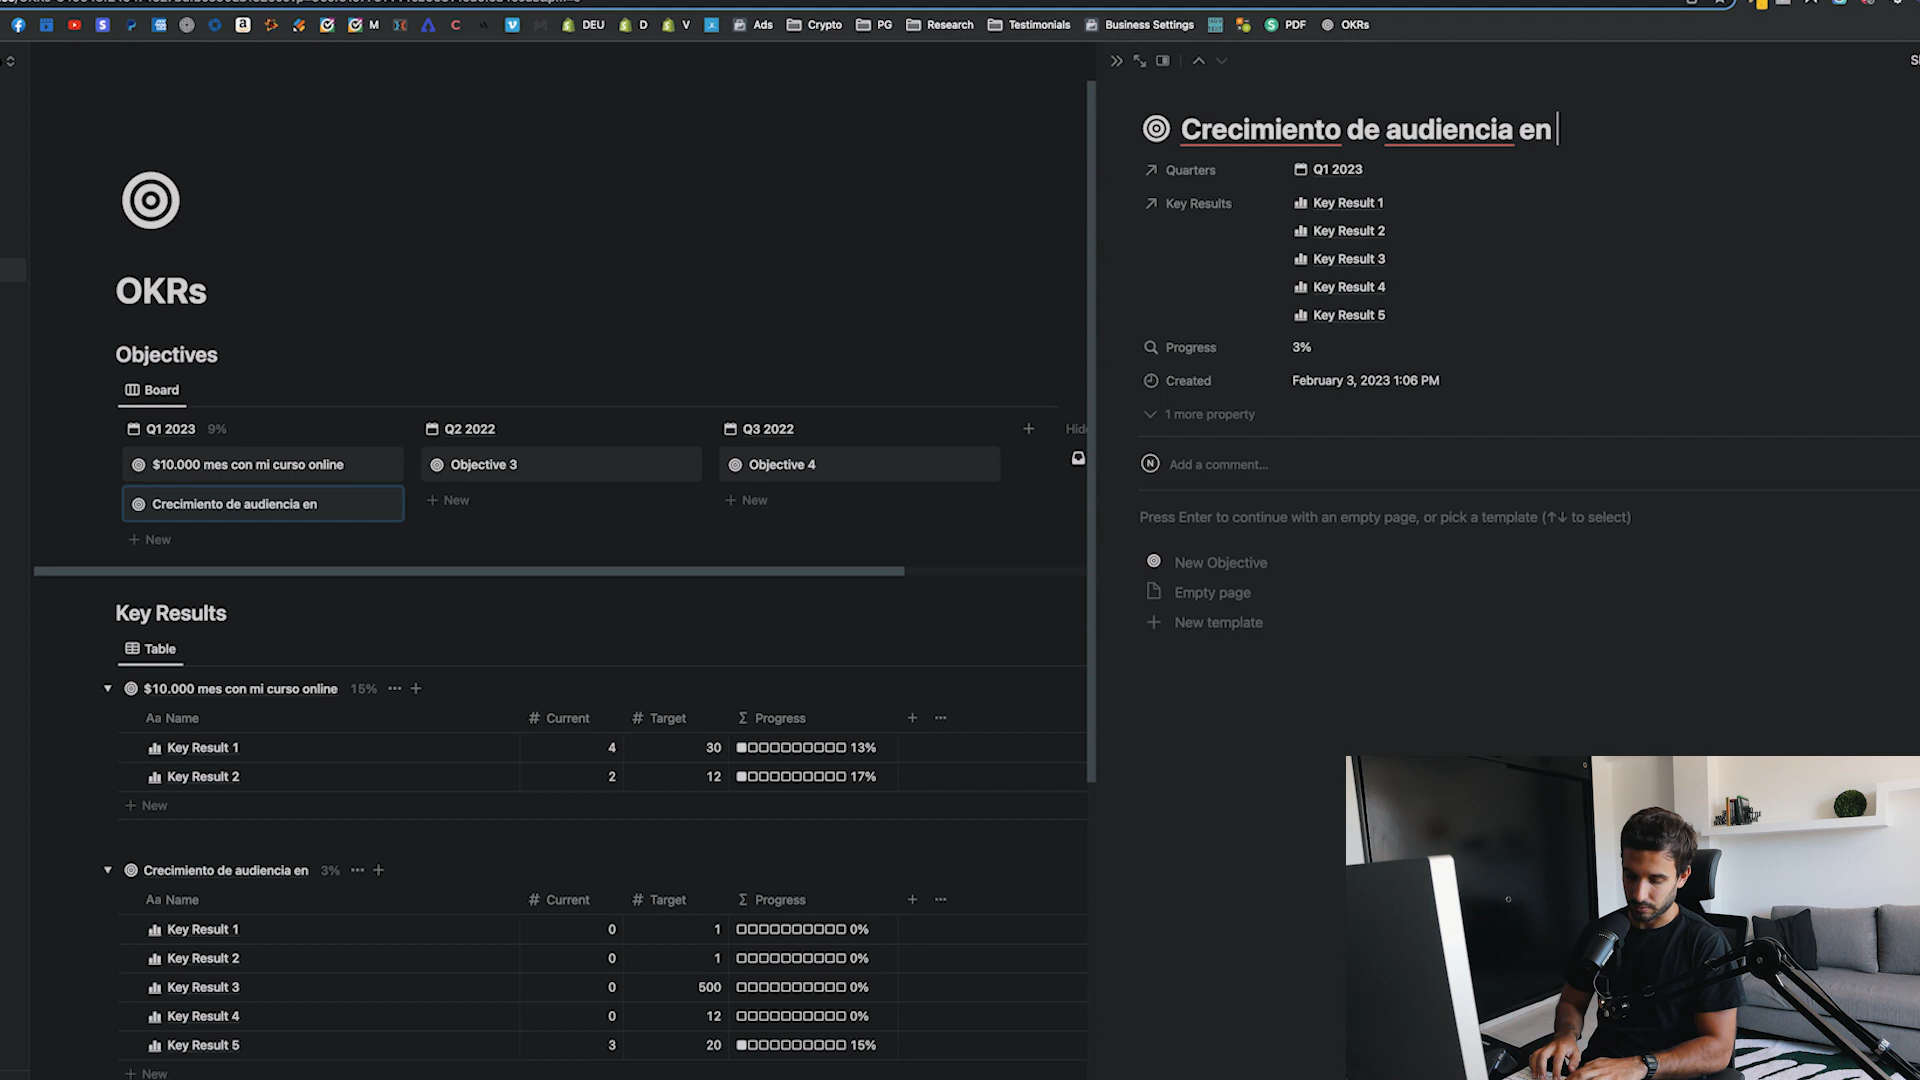 DEU
D
V
Ads
Crypto
PG
Research
Testimonials
Business Settings
PDF
OKRs
M
Crecimiento de audiencia en
Quarters
Q1 2023
Key Results
Key Result 1
Key Result 2
Key Result 3
Key Result 4
Key Result 5
Progress
3%
Created
February 3, 2023 1:06 PM
1 more property
N
Add a comment...
Press Enter to continue with an empty page, or pick a template (↑↓ to select)
New Objective
Empty page
New template
OKRs
Objectives
Board
Q1 2023 9%
Q2 2022
Q3 2022
$10.000 mes con mi curso online
Objective 3
Objective 4
Crecimiento de audiencia en
+ New
+ New
+ New
Key Results
Table
$10.000 mes con mi curso online 15% ... +
Aa Name # Current # Target Σ Progress + ...
Key Result 1 4 30 13%
Key Result 2 2 12 17%
+ New
Crecimiento de audiencia en 3% ... +
Aa Name # Current # Target Σ Progress + ...
Key Result 1 0 1 0%
Key Result 2 0 1 0%
Key Result 3 0 500 0%
Key Result 4 0 12 0%
Key Result 5 3 20 15%
+ New